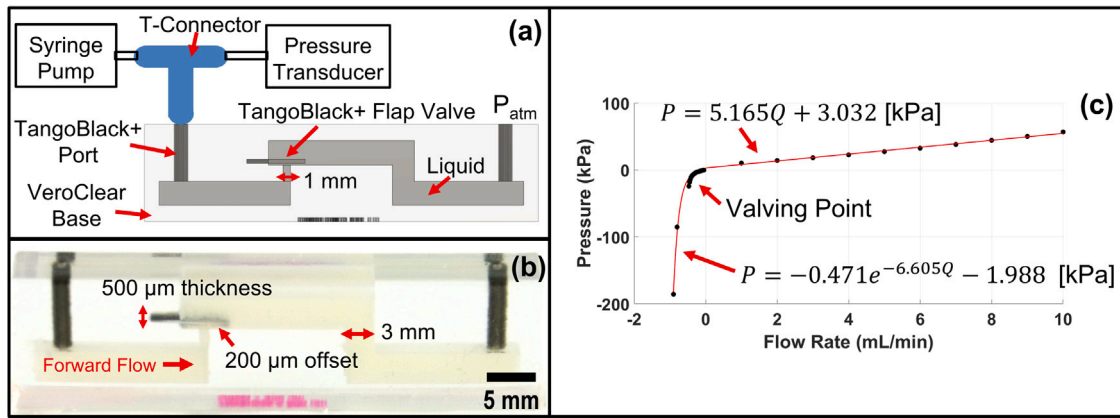 (a)
T-Connector
Syringe
Pump
Pressure
Transducer
TangoBlack+ Flap Valve
P_atm
TangoBlack+
Port
Liquid
1 mm
VeroClear
Base
(b)
500 µm thickness
3 mm
200 µm offset
Forward Flow
5 mm
(c)
P = 5.165Q + 3.032 [kPa]
Valving Point
P = −0.471e^{−6.605Q} − 1.988 [kPa]
Pressure (kPa)
100
0
-100
-200
-2 0 2 4 6 8 10
Flow Rate (mL/min)